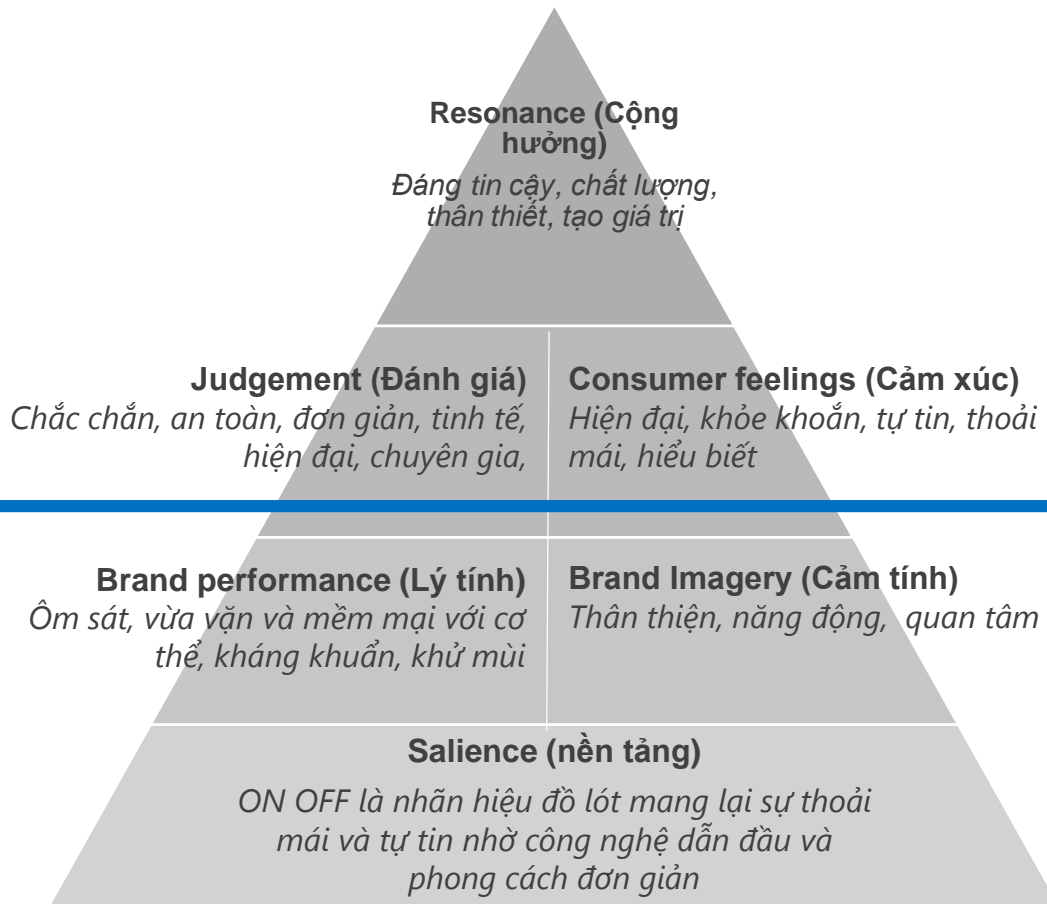 Resonance (Cộng
hưởng)
Đáng tin cậy, chất lượng,
thân thiết, tạo giá trị
Judgement (Đánh giá)
Chắc chắn, an toàn, đơn giản, tinh tế,
hiện đại, chuyên gia,
Consumer feelings (Cảm xúc)
Hiện đại, khỏe khoắn, tự tin, thoải
mái, hiểu biết
Brand performance (Lý tính)
Ôm sát, vừa vặn và mềm mại với cơ
thể, kháng khuẩn, khử mùi
Brand Imagery (Cảm tính)
Thân thiện, năng động, quan tâm
Salience (nền tảng)
ON OFF là nhãn hiệu đồ lót mang lại sự thoải
mái và tự tin nhờ công nghệ dẫn đầu và
phong cách đơn giản